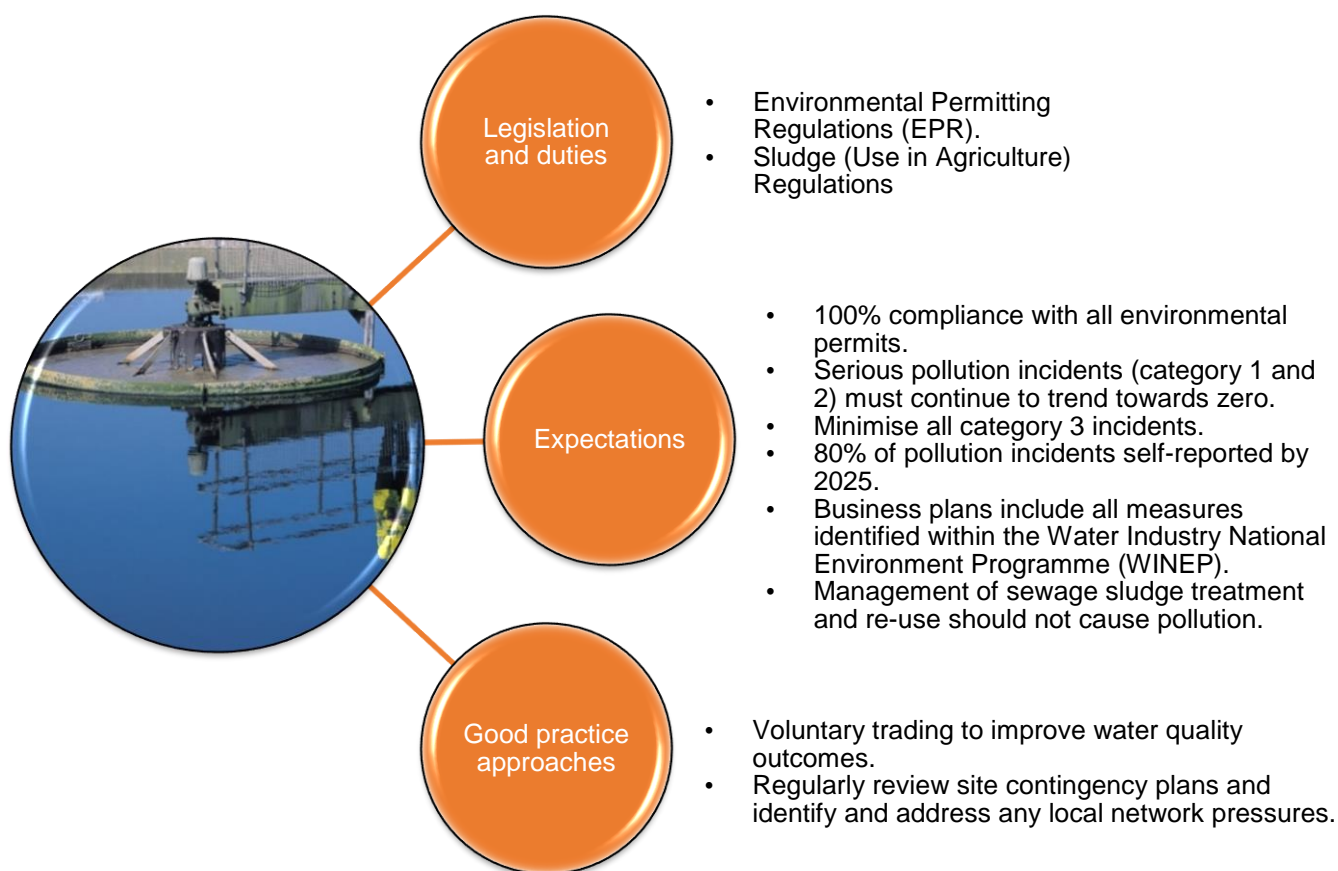 Legislation
and duties
• Environmental Permitting
Regulations (EPR).
• Sludge (Use in Agriculture)
Regulations
Expectations
• 100% compliance with all environmental
permits.
• Serious pollution incidents (category 1 and
2) must continue to trend towards zero.
• Minimise all category 3 incidents.
• 80% of pollution incidents self-reported by
2025.
• Business plans include all measures
identified within the Water Industry National
Environment Programme (WINEP).
• Management of sewage sludge treatment
and re-use should not cause pollution.
Good practice
approaches
• Voluntary trading to improve water quality
outcomes.
• Regularly review site contingency plans and
identify and address any local network pressures.